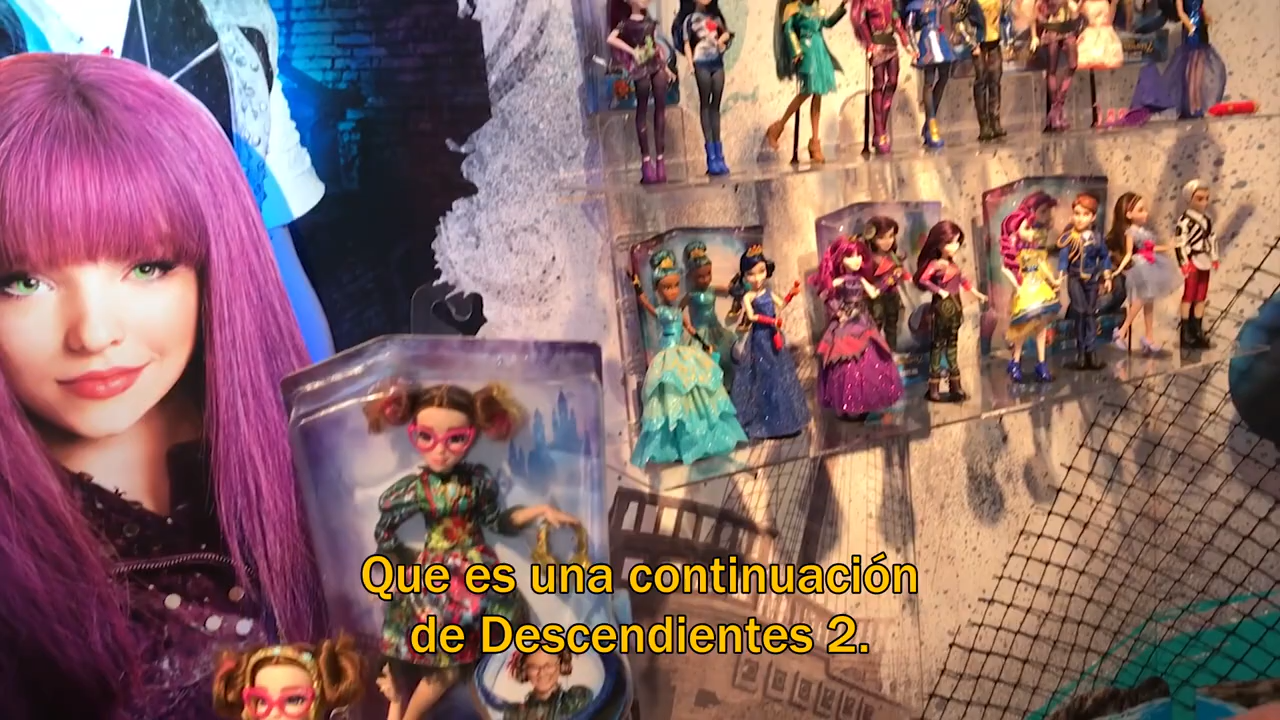 Que es una continuación
de Descendientes 2.